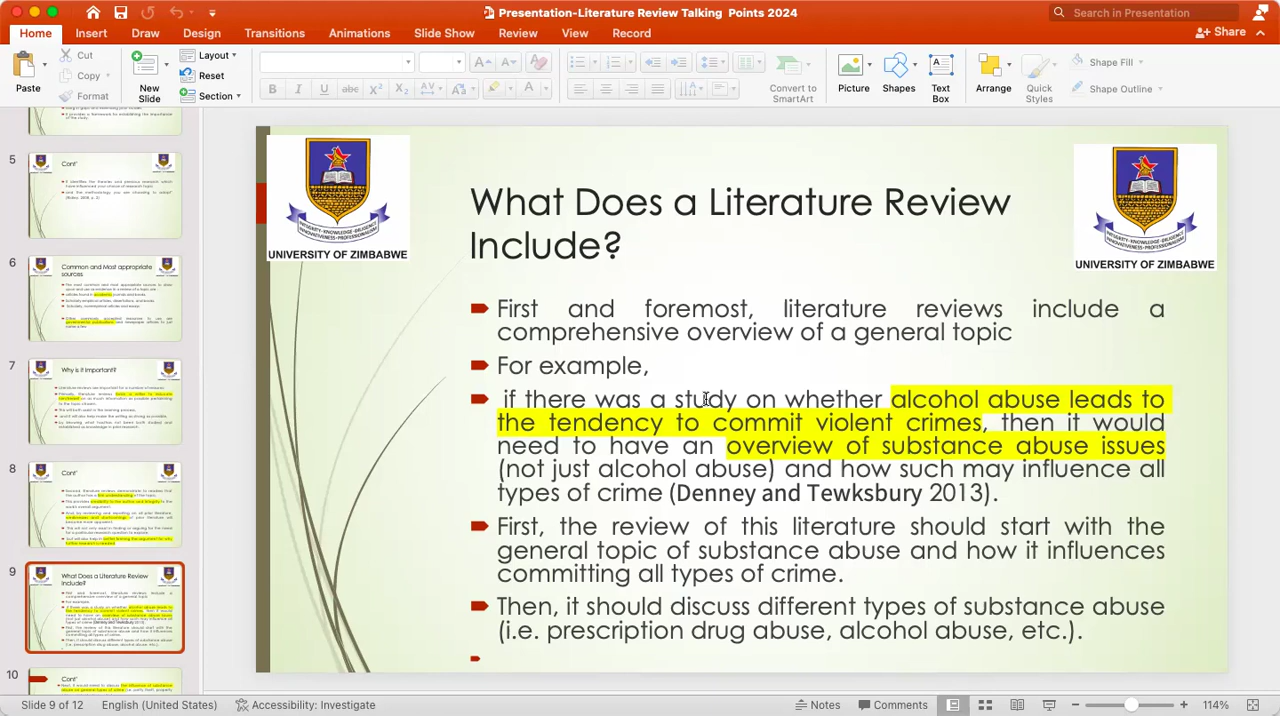 Presentation-Literature Review Talking Points 2024
Search in Presentation
Home Insert Draw Design Transitions Animations Slide Show Review View Record
Share
Paste
Cut
Copy
Format
New
Slide
Layout
Reset
Section
Convert to
SmartArt
Picture
Shapes
Text
Box
Arrange
Quick
Styles
Shape Fill
Shape Outline
5
Cont'
6
Common and Most appropriate
sources
7
Why is it Important?
8
Cont'
9
What Does a Literature Review
Include?
10
Cont'
UNIVERSITY OF ZIMBABWE
UNIVERSITY OF ZIMBABWE
What Does a Literature Review
Include?
First and foremost, literature reviews include a
comprehensive overview of a general topic
For example,
if there was a study on whether alcohol abuse leads to
the tendency to commit violent crimes, then it would
need to have an overview of substance abuse issues
(not just alcohol abuse) and how such may influence all
types of crime (Denney and Tewksbury 2013).
First, the review of this literature should start with the
general topic of substance abuse and how it influences
committing all types of crime.
Then, it should discuss different types of substance abuse
(i.e. prescription drug abuse, alcohol abuse, etc.).
Slide 9 of 12
English (United States)
Accessibility: Investigate
Notes
Comments
114%